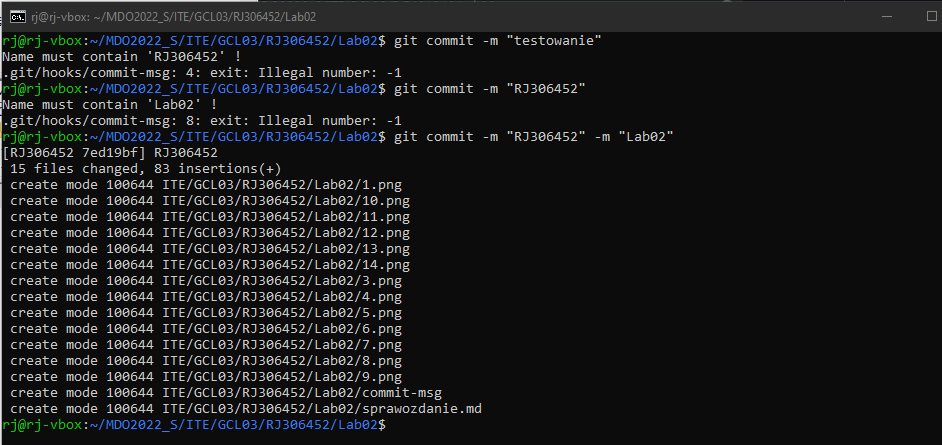 rj@rj-vbox: ~/MDO2022_S/ITE/GCL03/RJ306452/Lab02
rj@rj-vbox:~/MDO2022_S/ITE/GCL03/RJ306452/Lab02$ git commit -m "testowanie"
Name must contain 'RJ306452' !
.git/hooks/commit-msg: 4: exit: Illegal number: -1
rj@rj-vbox:~/MDO2022_S/ITE/GCL03/RJ306452/Lab02$ git commit -m "RJ306452"
Name must contain 'Lab02' !
.git/hooks/commit-msg: 8: exit: Illegal number: -1
rj@rj-vbox:~/MDO2022_S/ITE/GCL03/RJ306452/Lab02$ git commit -m "RJ306452" -m "Lab02"
[RJ306452 7ed19bf] RJ306452
 15 files changed, 83 insertions(+)
 create mode 100644 ITE/GCL03/RJ306452/Lab02/1.png
 create mode 100644 ITE/GCL03/RJ306452/Lab02/10.png
 create mode 100644 ITE/GCL03/RJ306452/Lab02/11.png
 create mode 100644 ITE/GCL03/RJ306452/Lab02/12.png
 create mode 100644 ITE/GCL03/RJ306452/Lab02/13.png
 create mode 100644 ITE/GCL03/RJ306452/Lab02/14.png
 create mode 100644 ITE/GCL03/RJ306452/Lab02/3.png
 create mode 100644 ITE/GCL03/RJ306452/Lab02/4.png
 create mode 100644 ITE/GCL03/RJ306452/Lab02/5.png
 create mode 100644 ITE/GCL03/RJ306452/Lab02/6.png
 create mode 100644 ITE/GCL03/RJ306452/Lab02/7.png
 create mode 100644 ITE/GCL03/RJ306452/Lab02/8.png
 create mode 100644 ITE/GCL03/RJ306452/Lab02/9.png
 create mode 100644 ITE/GCL03/RJ306452/Lab02/commit-msg
 create mode 100644 ITE/GCL03/RJ306452/Lab02/sprawozdanie.md
rj@rj-vbox:~/MDO2022_S/ITE/GCL03/RJ306452/Lab02$